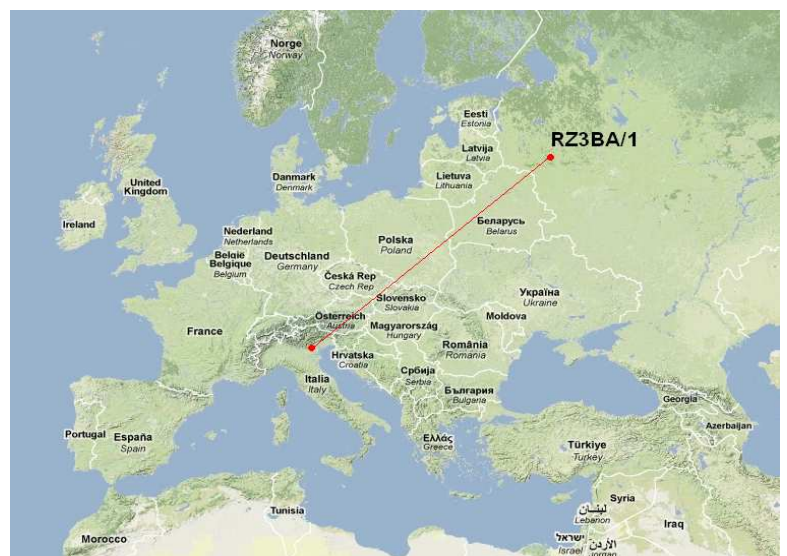 Norge
Norway
Eesti
Estonia
RZ3BA/1
Latvija
Latvia
Danmark
Denmark
Lietuva
Lithuania
United
Kingdom
Ireland
Беларусь
Belarus
Nederland
Netherlands
Polska
Poland
België
Belgique
Belgium
Deutschland
Germany
Česká Rep
Czech Rep
Україна
Ukraine
Slovensko
Slovakia
Österreich
Austria
Magyarország
Hungary
Moldova
France
România
Romania
Hrvatska
Croatia
Србија
Serbia
Italia
Italy
България
Bulgaria
Georgia
Azerbaijan
Portugal
España
Spain
Ελλάς
Greece
Türkiye
Turkey
Tunisia
Syria
لبنان
Lebanon
Iraq
Morocco
ישראל
Israel
الأردن
Jordan